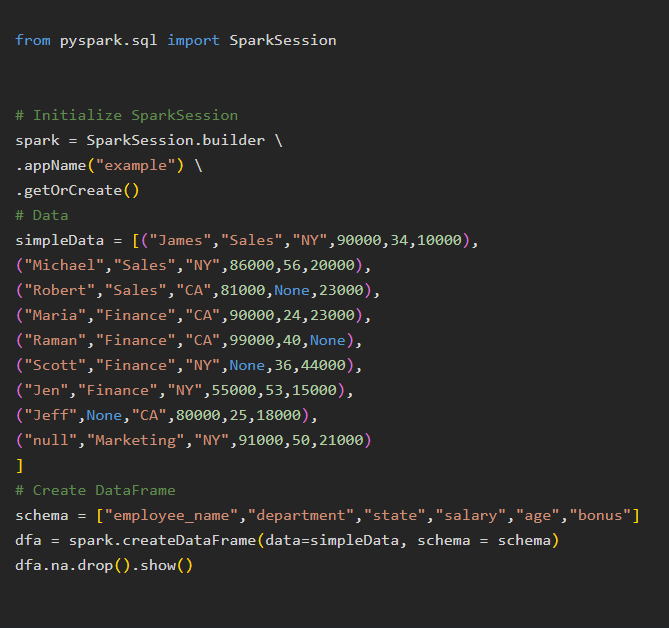 from pyspark.sql import SparkSession
# Initialize SparkSession
spark = SparkSession.builder \
.appName("example") \
.getOrCreate()
# Data
simpleData = [("James","Sales","NY",90000,34,10000),
("Michael","Sales","NY",86000,56,20000),
("Robert","Sales","CA",81000,None,23000),
("Maria","Finance","CA",90000,24,23000),
("Raman","Finance","CA",99000,40,None),
("Scott","Finance","NY",None,36,44000),
("Jen","Finance","NY",55000,53,15000),
("Jeff",None,"CA",80000,25,18000),
("null","Marketing","NY",91000,50,21000)
]
# Create DataFrame
schema = ["employee_name","department","state","salary","age","bonus"]
dfa = spark.createDataFrame(data=simpleData, schema = schema)
dfa.na.drop().show()